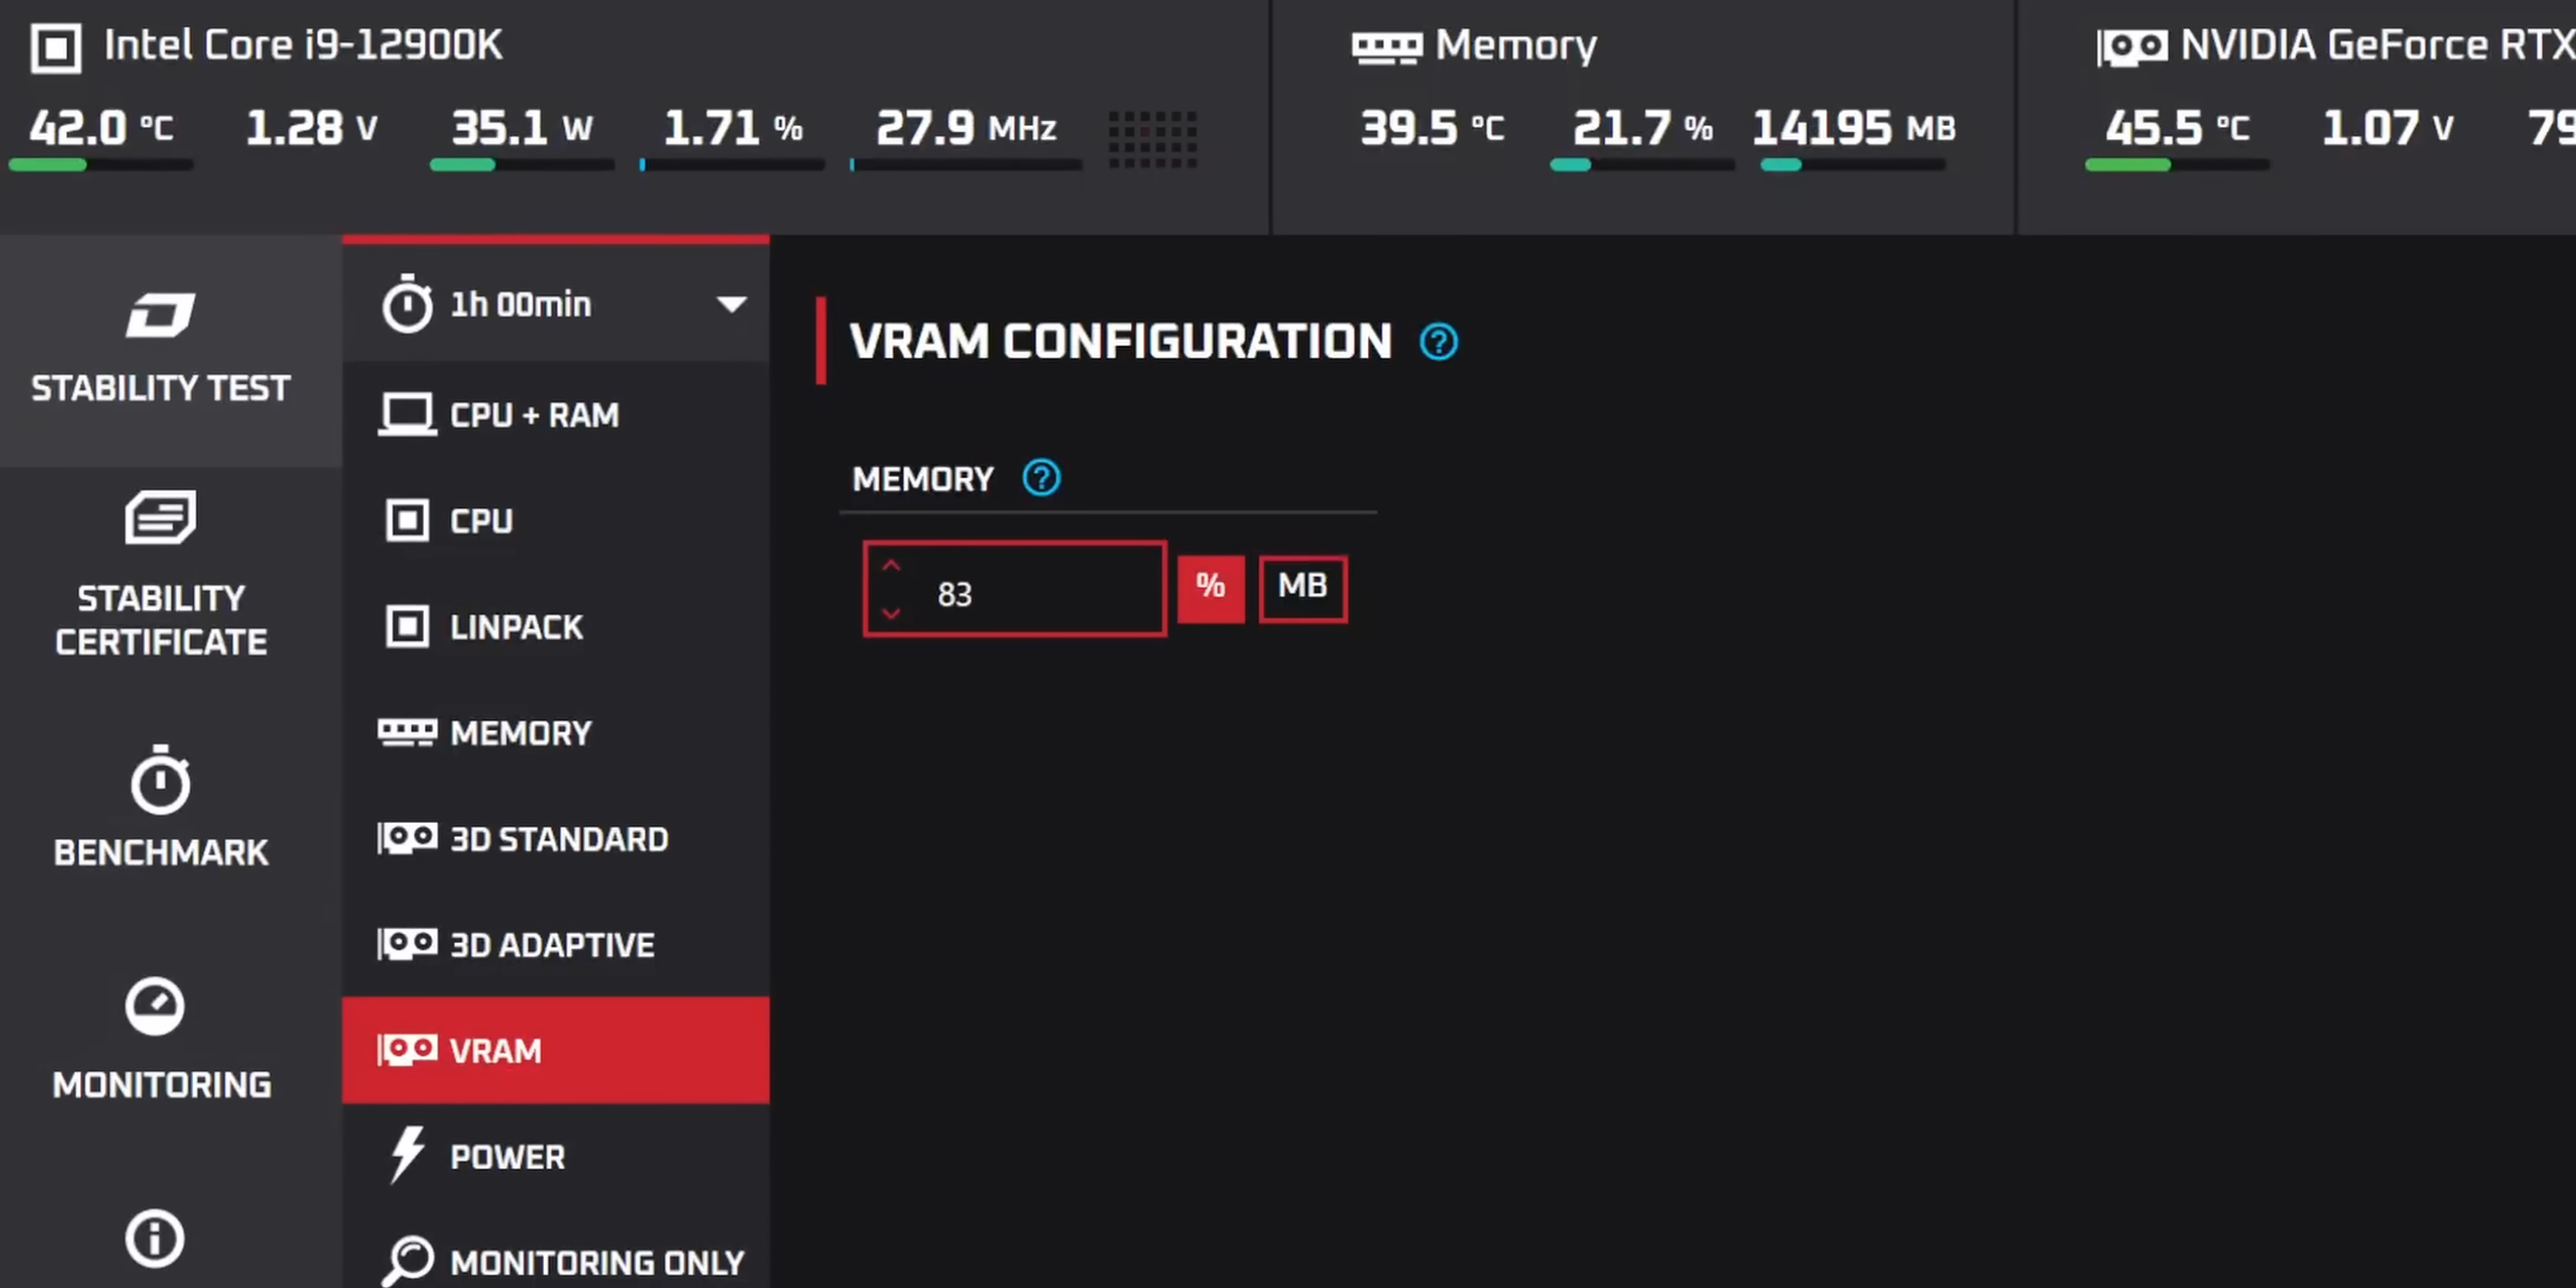 Intel Core i9-12900K
42.0 °C 1.28 V 35.1 W 1.71 % 27.9 MHz
Memory
39.5 °C 21.7 % 14195 MB
NVIDIA GeForce RTX
45.5 °C 1.07 V 79
STABILITY TEST
STABILITY
CERTIFICATE
BENCHMARK
MONITORING
1h 00min
CPU + RAM
CPU
LINPACK
MEMORY
3D STANDARD
3D ADAPTIVE
VRAM
POWER
MONITORING ONLY
VRAM CONFIGURATION ?
MEMORY ?
83 % MB